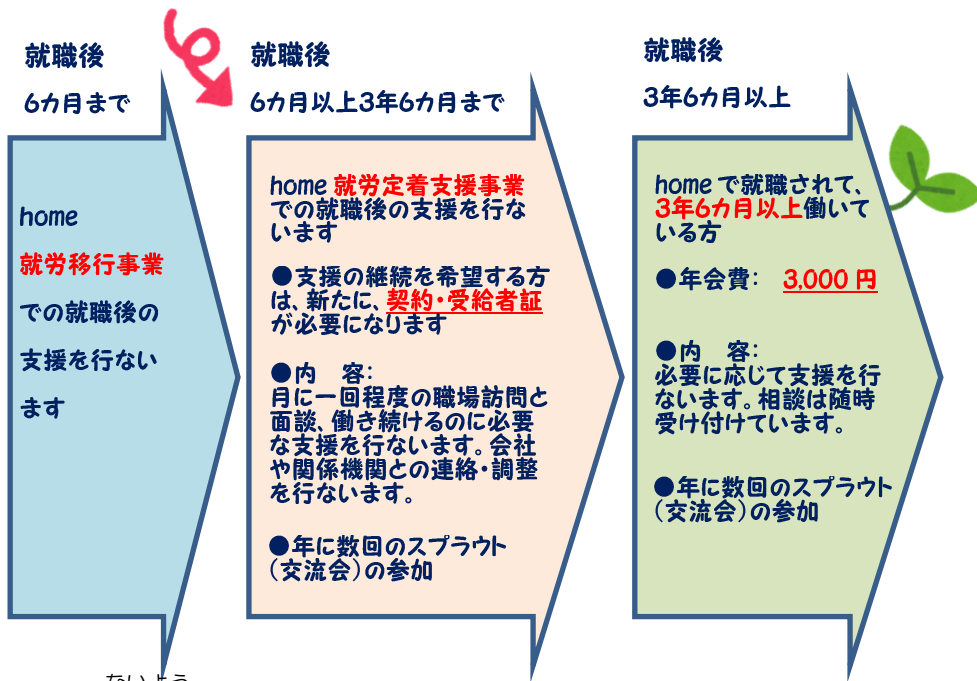 就職後
6カ月まで
home
就労移行事業
での就職後の
支援を行ない
ます
就職後
6カ月以上3年6カ月まで
home 就労定着支援事業
での就職後の支援を行な
います
●支援の継続を希望する方
は、新たに、契約・受給者証
が必要になります
●内　容：
月に一回程度の職場訪問と
面談、働き続けるのに必要
な支援を行ないます。会社
や関係機関との連絡・調整
を行ないます。
●年に数回のスプラウト
（交流会）の参加
就職後
3年6カ月以上
home で就職されて、
3年6カ月以上働いて
いる方
●年会費：　3,000 円
●内　容：
必要に応じて支援を行
ないます。相談は随時
受け付けています。
●年に数回のスプラウト
（交流会）の参加
ないよう